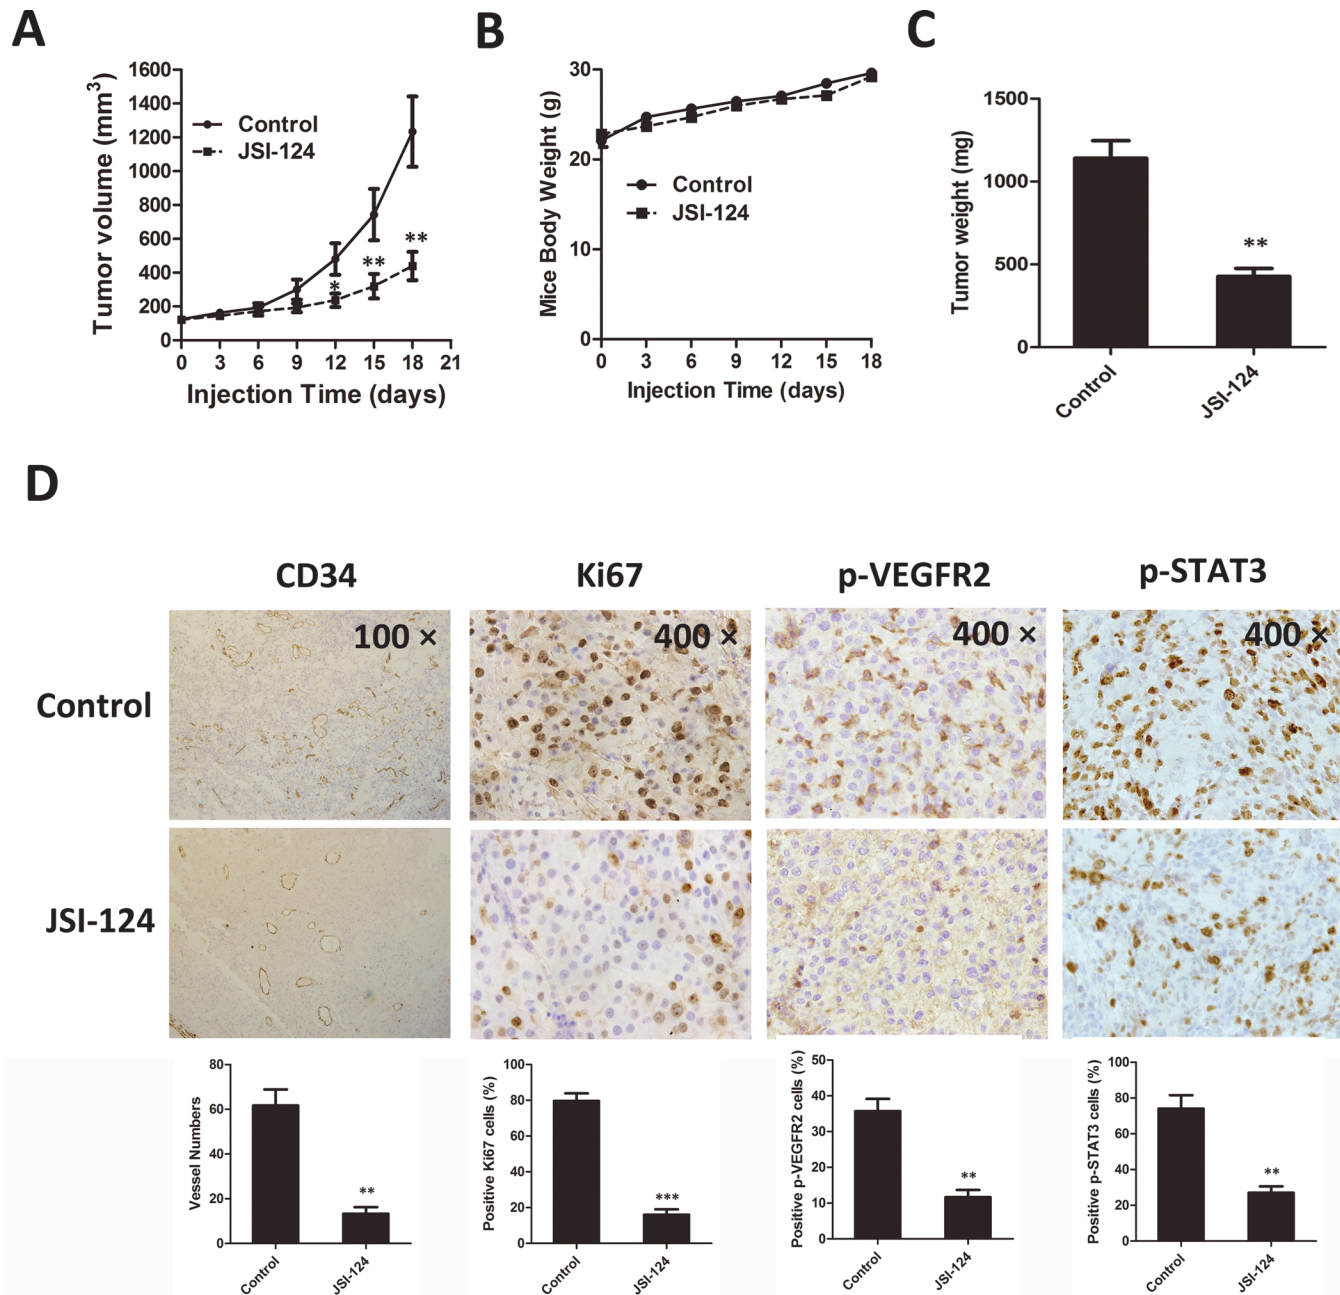 A
Tumor volume (mm³)
1600
1400
1200
1000
800
600
400
200
0
Control
JSI-124
*
**
**
0 3 6 9 12 15 18 21
Injection Time (days)
B
Mice Body Weight (g)
30
20
10
0
Control
JSI-124
0 3 6 9 12 15 18
Injection Time (days)
C
Tumor weight (mg)
1500
1000
500
0
**
Control JSI-124
D
CD34 Ki67 p-VEGFR2 p-STAT3
Control
100 × 400 × 400 × 400 ×
JSI-124
Vessel Numbers
80
60
40
20
0
**
Control JSI-124
Positive Ki67 cells (%)
100
80
60
40
20
0
***
Control JSI-124
Positive p-VEGFR2 cells (%)
50
40
30
20
10
0
**
Control JSI-124
Positive p-STAT3 cells (%)
100
80
60
40
20
0
**
Control JSI-124